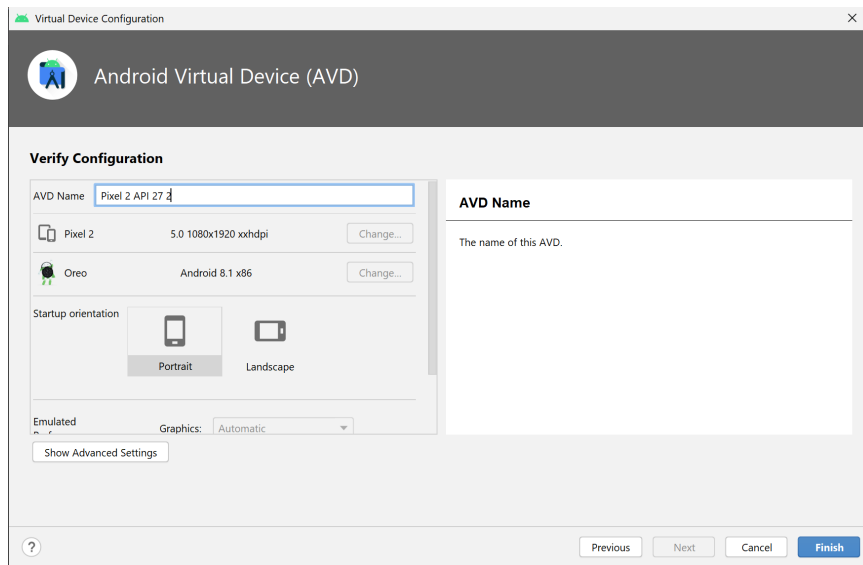 Virtual Device Configuration
Android Virtual Device (AVD)
Verify Configuration
AVD Name Pixel 2 API 27 2
Pixel 2 5.0 1080x1920 xxhdpi Change...
Oreo Android 8.1 x86 Change...
Startup orientation
Portrait Landscape
Emulated
Graphics: Automatic
Show Advanced Settings
AVD Name
The name of this AVD.
? Previous Next Cancel Finish